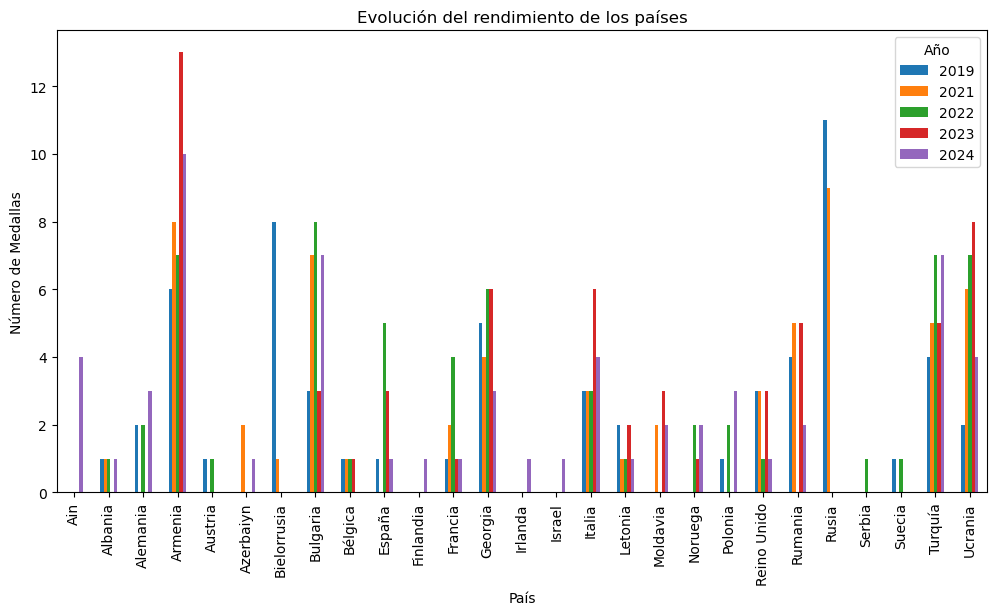 Evolución del rendimiento de los países
Número de Medallas
12
10
8
6
4
2
0
Año
2019
2021
2022
2023
2024
Ain
Albania
Alemania
Armenia
Austria
Azerbaiyn
Bielorrusia
Bulgaria
Bélgica
España
Finlandia
Francia
Georgia
Irlanda
Israel
Italia
Letonia
Moldavia
Noruega
Polonia
Reino Unido
Rumania
Rusia
Serbia
Suecia
Turquía
Ucrania
País